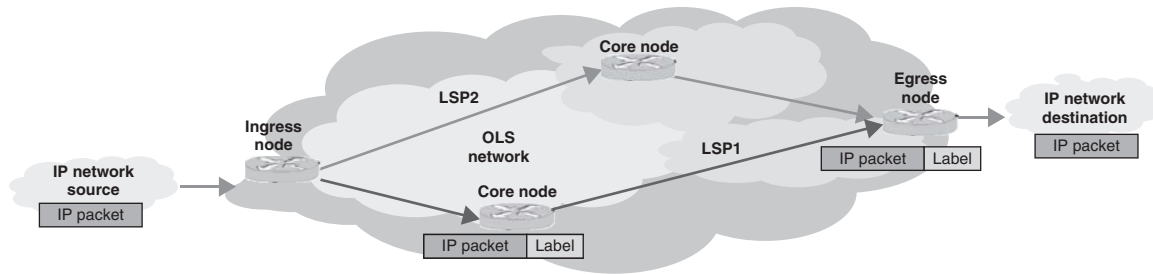 Core node
Egress
node
IP network
destination
IP packet
LSP2
Ingress
node
OLS
network
LSP1
IP packet Label
IP network
source
IP packet
Core node
IP packet Label